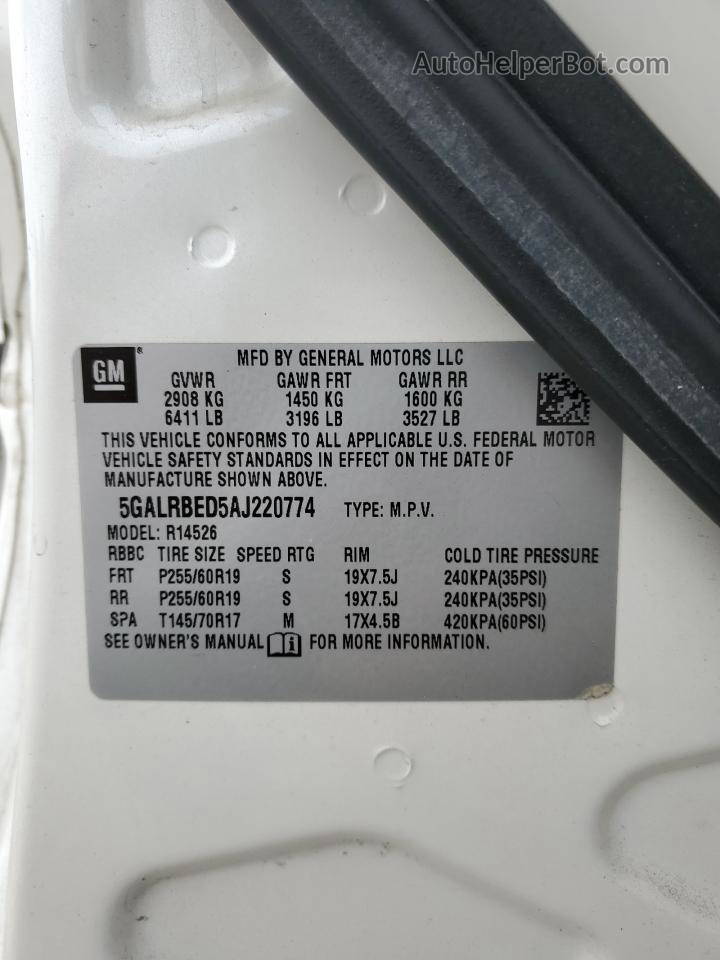 AutoHelperBot.com
GM®
MFD BY GENERAL MOTORS LLC
GVWR GAWR FRT GAWR RR
2908 KG 1450 KG 1600 KG
6411 LB 3196 LB 3527 LB
THIS VEHICLE CONFORMS TO ALL APPLICABLE U.S. FEDERAL MOTOR
VEHICLE SAFETY STANDARDS IN EFFECT ON THE DATE OF
MANUFACTURE SHOWN ABOVE.
5GALRBED5AJ220774 TYPE: M.P.V.
MODEL: R14526
RBBC TIRE SIZE SPEED RTG RIM COLD TIRE PRESSURE
FRT P255/60R19 S 19X7.5J 240KPA(35PSI)
RR P255/60R19 S 19X7.5J 240KPA(35PSI)
SPA T145/70R17 M 17X4.5B 420KPA(60PSI)
SEE OWNER'S MANUAL i FOR MORE INFORMATION.